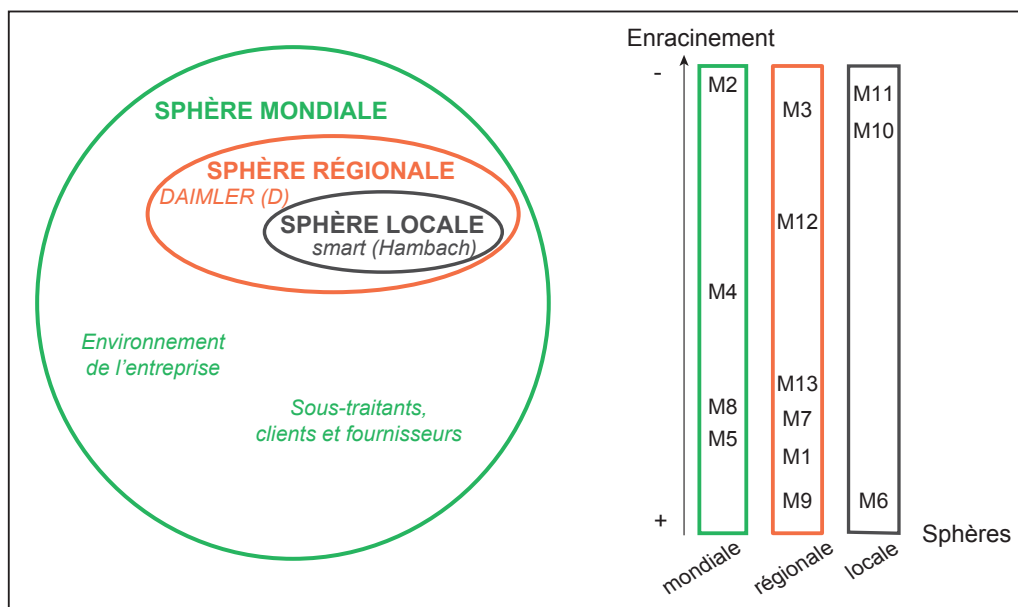 SPHÈRE MONDIALE
SPHÈRE RÉGIONALE
DAIMLER (D)
SPHÈRE LOCALE
smart (Hambach)
Environnement
de l’entreprise
Sous-traitants,
clients et fournisseurs
Enracinement
-
M2
M11
M3
M10
M12
M4
M13
M8
M7
M5
M1
M9
M6
+
Sphères
mondiale
régionale
locale